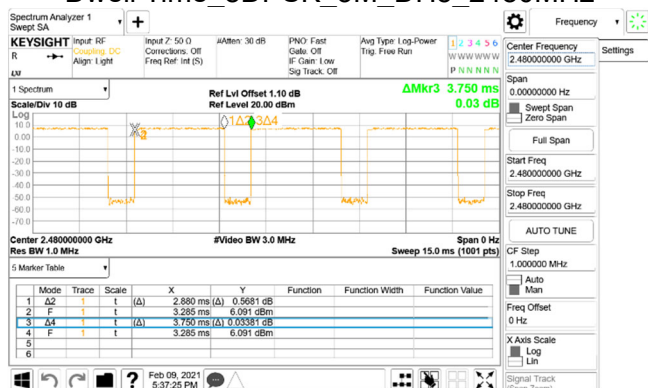 Spectrum Analyzer 1
Swept SA
Frequency
KEYSIGHT
Input: RF
Coupling: DC
Align: Light
Input Z: 50 Ω
Corrections: Off
Freq Ref: Int (S)
#Atten: 30 dB
PNO: Fast
Gate: Off
IF Gain: Low
Sig Track: Off
Avg Type: Log-Power
Trig: Free Run
1 2 3 4 5 6
W W W W W W
P N N N N N
R
LXI
Center Frequency
2.480000000 GHz
Settings
1 Spectrum
Scale/Div 10 dB
Ref Lvl Offset 1.10 dB
Ref Level 20.00 dBm
ΔMkr3 3.750 ms
0.03 dB
Span
0.00000000 Hz
Swept Span
Zero Span
Full Span
Log
10.0
0.00
-10.0
-20.0
-30.0
-40.0
-50.0
-60.0
-70.0
1Δ2
3Δ4
Start Freq
2.480000000 GHz
Stop Freq
2.480000000 GHz
AUTO TUNE
Center 2.480000000 GHz
Res BW 1.0 MHz
#Video BW 3.0 MHz
Span 0 Hz
Sweep 15.0 ms (1001 pts)
CF Step
1.000000 MHz
Auto
Man
5 Marker Table
Mode Trace Scale X Y Function Function Width Function Value
1 Δ2 1 t (Δ) 2.880 ms (Δ) 0.5681 dB
2 F 1 t 3.285 ms 6.091 dBm
3 Δ4 1 t (Δ) 3.750 ms (Δ) 0.03381 dB
4 F 1 t 3.285 ms 6.091 dBm
5
6
Freq Offset
0 Hz
X Axis Scale
Log
Lin
Signal Track
Feb 09, 2021
5:37:25 PM